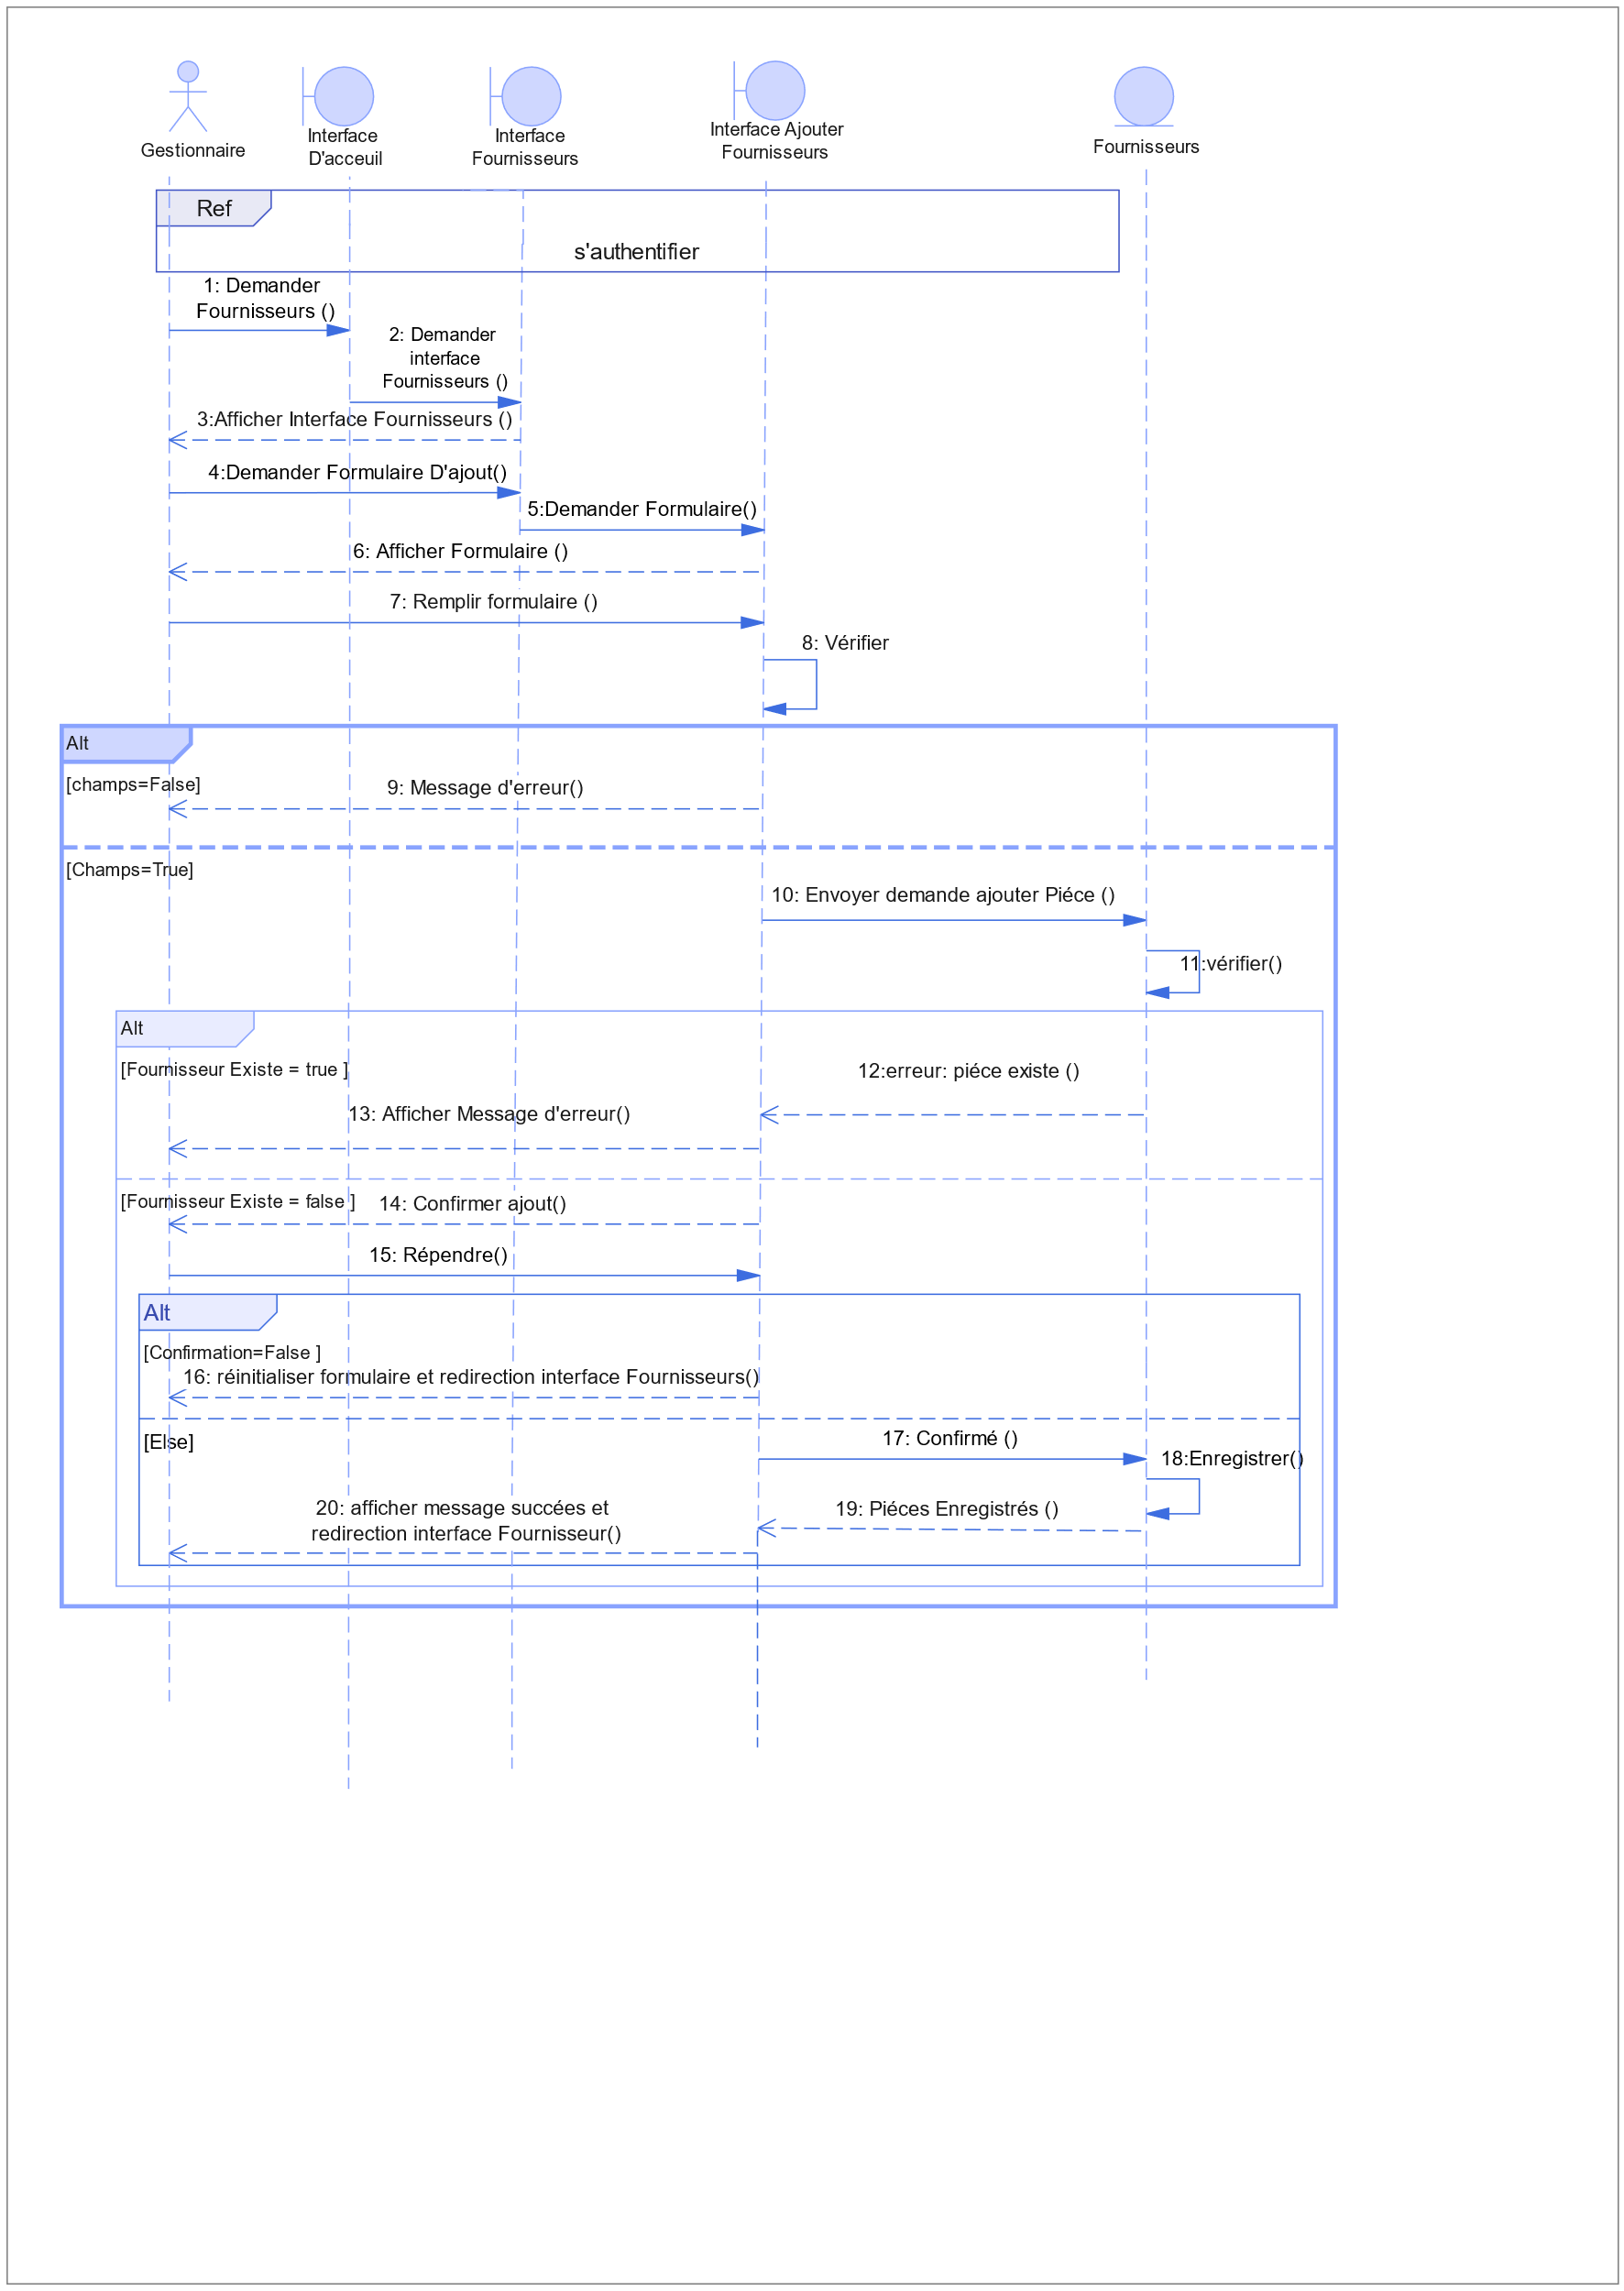 Gestionnaire
Interface
D'acceuil
Interface
Fournisseurs
Interface Ajouter
Fournisseurs
Fournisseurs
Ref
s'authentifier
1: Demander
Fournisseurs ()
2: Demander
interface
Fournisseurs ()
3:Afficher Interface Fournisseurs ()
4:Demander Formulaire D'ajout()
5:Demander Formulaire()
6: Afficher Formulaire ()
7: Remplir formulaire ()
8: Vérifier
Alt
[champs=False]
9: Message d'erreur()
[Champs=True]
10: Envoyer demande ajouter Piéce ()
11:vérifier()
Alt
[Fournisseur Existe = true ]
12:erreur: piéce existe ()
13: Afficher Message d'erreur()
[Fournisseur Existe = false ]
14: Confirmer ajout()
15: Répendre()
Alt
[Confirmation=False ]
16: réinitialiser formulaire et redirection interface Fournisseurs()
[Else]
17: Confirmé ()
18:Enregistrer()
19: Piéces Enregistrés ()
20: afficher message succées et
redirection interface Fournisseur()